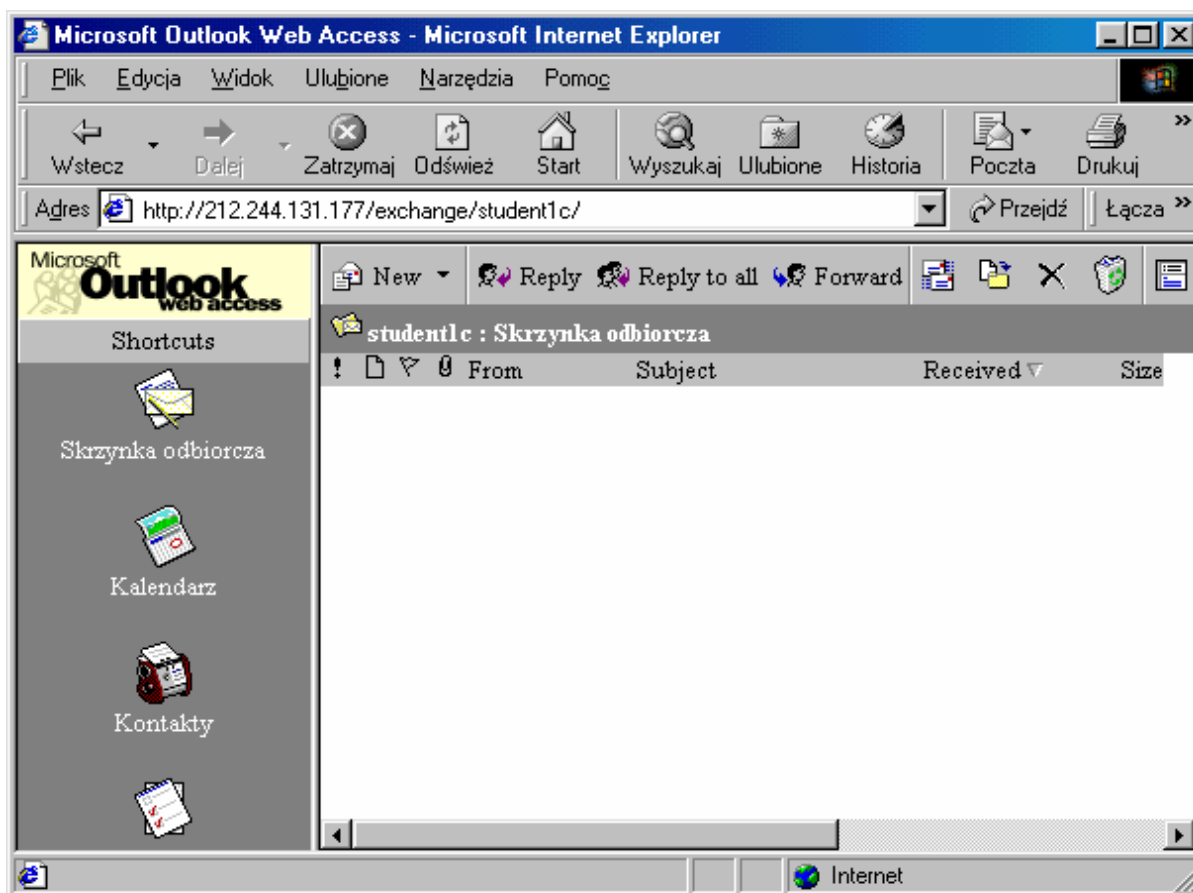 Microsoft Outlook Web Access - Microsoft Internet Explorer
Plik Edycja Widok Ulubione Narzędzia Pomoc
Wstecz Dalej Zatrzymaj Odśwież Start Wyszukaj Ulubione Historia Poczta Drukuj »
Adres http://212.244.131.177/exchange/student1c/ Przejdź Łącza »
Microsoft
Outlook
web access
New Reply Reply to all Forward
Shortcuts
student1c : Skrzynka odbiorcza
! From Subject Received Size
Skrzynka odbiorcza
Kalendarz
Kontakty
Internet